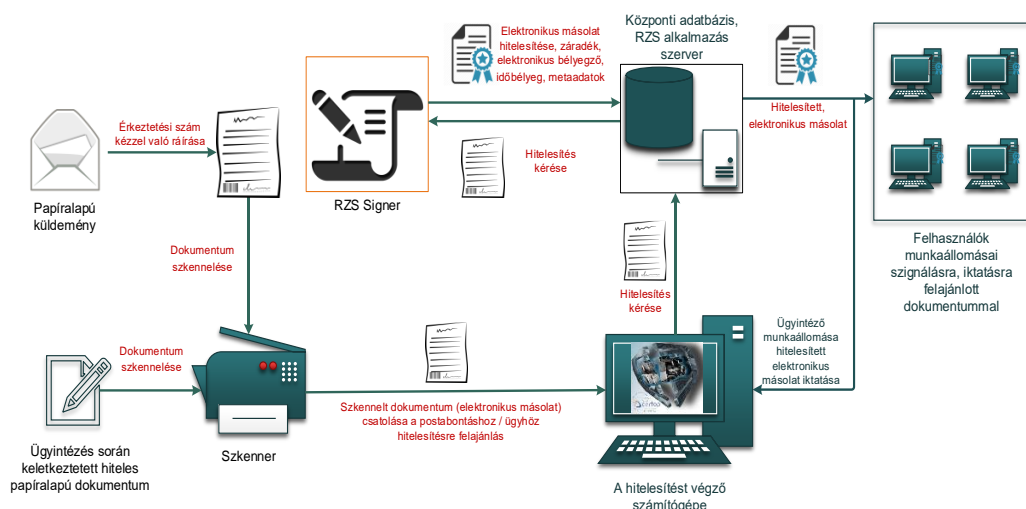 Elektronikus másolat
hitelesítése, záradék,
elektronikus bélyegző,
időbélyeg, metaadatok
Központi adatbázis,
RZS alkalmazás
szerver
Hitelesített,
elektronikus másolat
Érkeztetési szám
kézzel való ráírása
Hitelesítés
kérése
Papíralapú
küldemény
RZS Signer
Dokumentum
szkennelése
Hitelesítés
kérése
Felhasználók
munkaállomásai
szignálásra, iktatásra
felajánlott
dokumentummal
Dokumentum
szkennelése
Ügyintéző
munkaállomása
hitelesített
elektronikus
másolat iktatása
Szkennelt dokumentum (elektronikus másolat)
csatolása a postabontáshoz / ügyhöz
hitelesítésre felajánlás
Ügyintézés során
keletkeztetett hiteles
papíralapú dokumentum
Szkenner
A hitelesítést végző
számítógépe